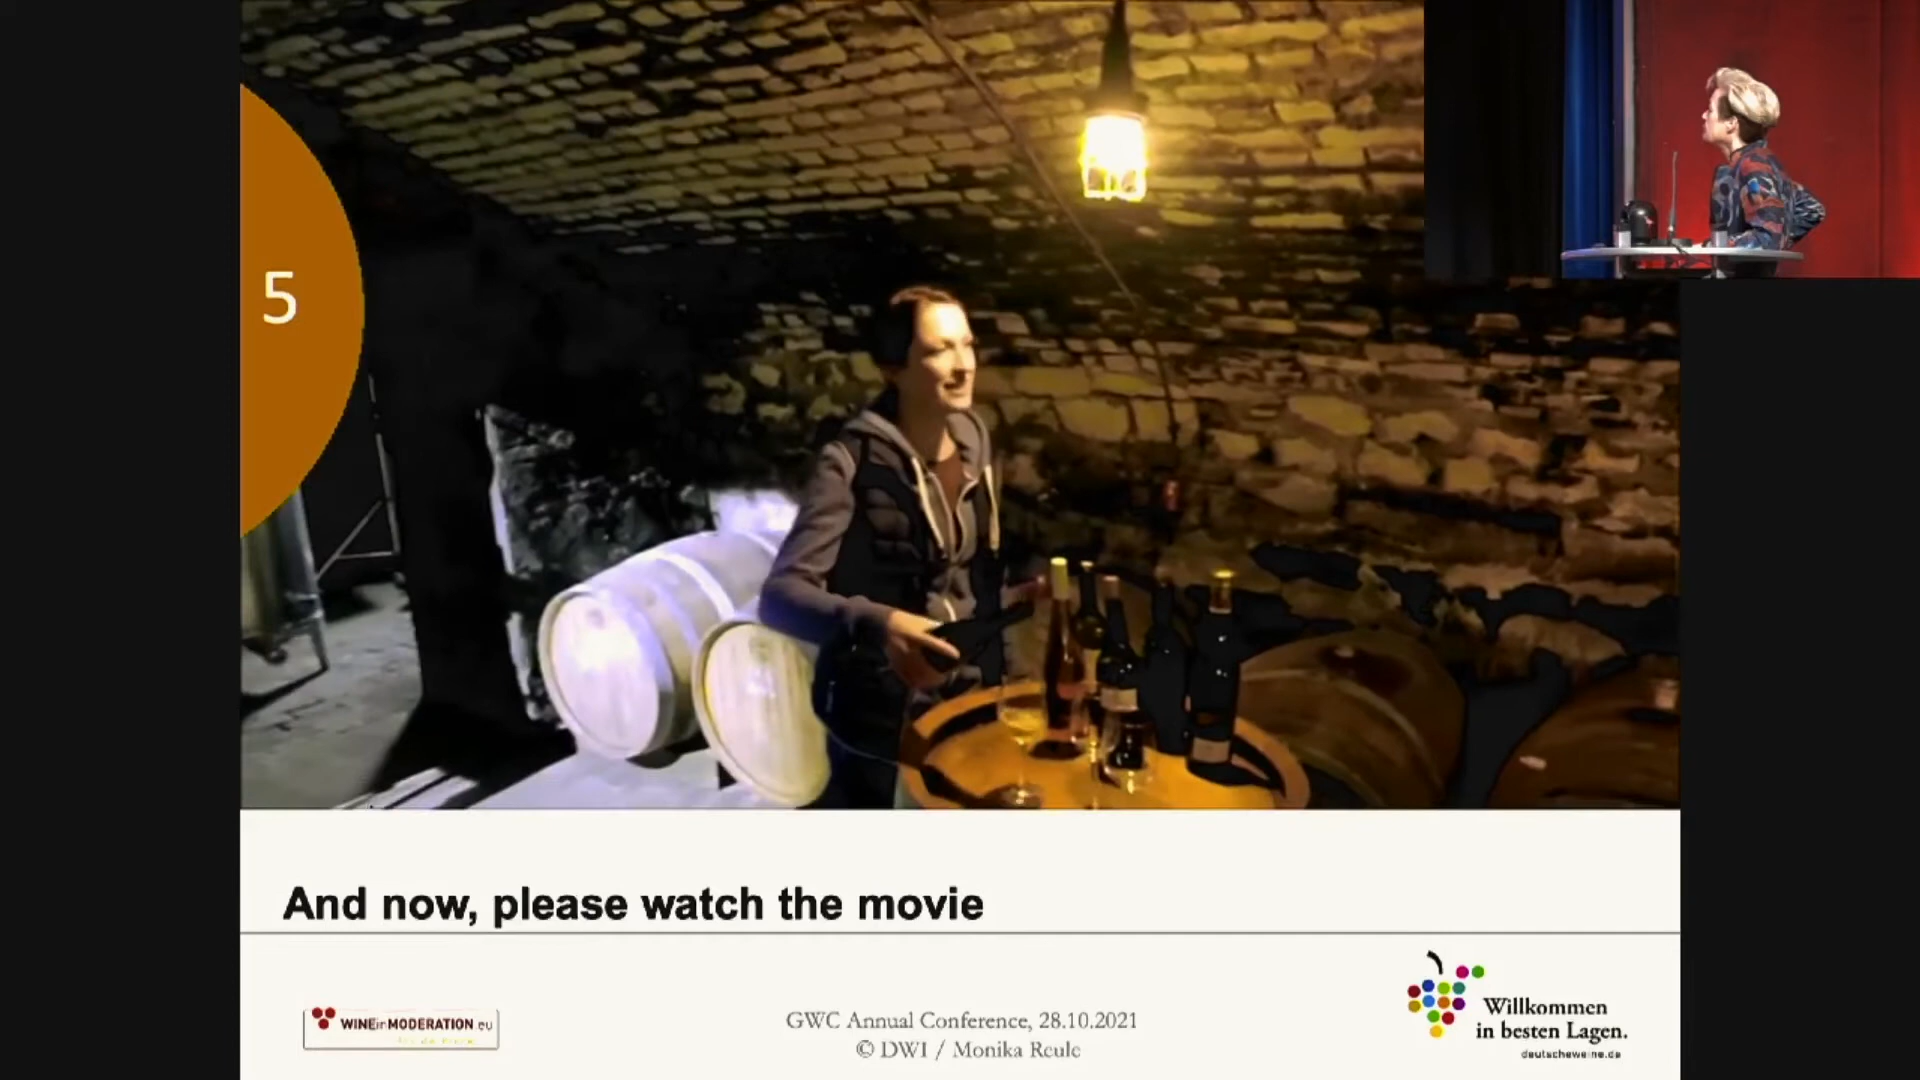 5
And now, please watch the movie
WINEinMODERATION.eu
GWC Annual Conference, 28.10.2021
© DWI / Monika Reule
Willkommen
in besten Lagen.
deutscheweine.de